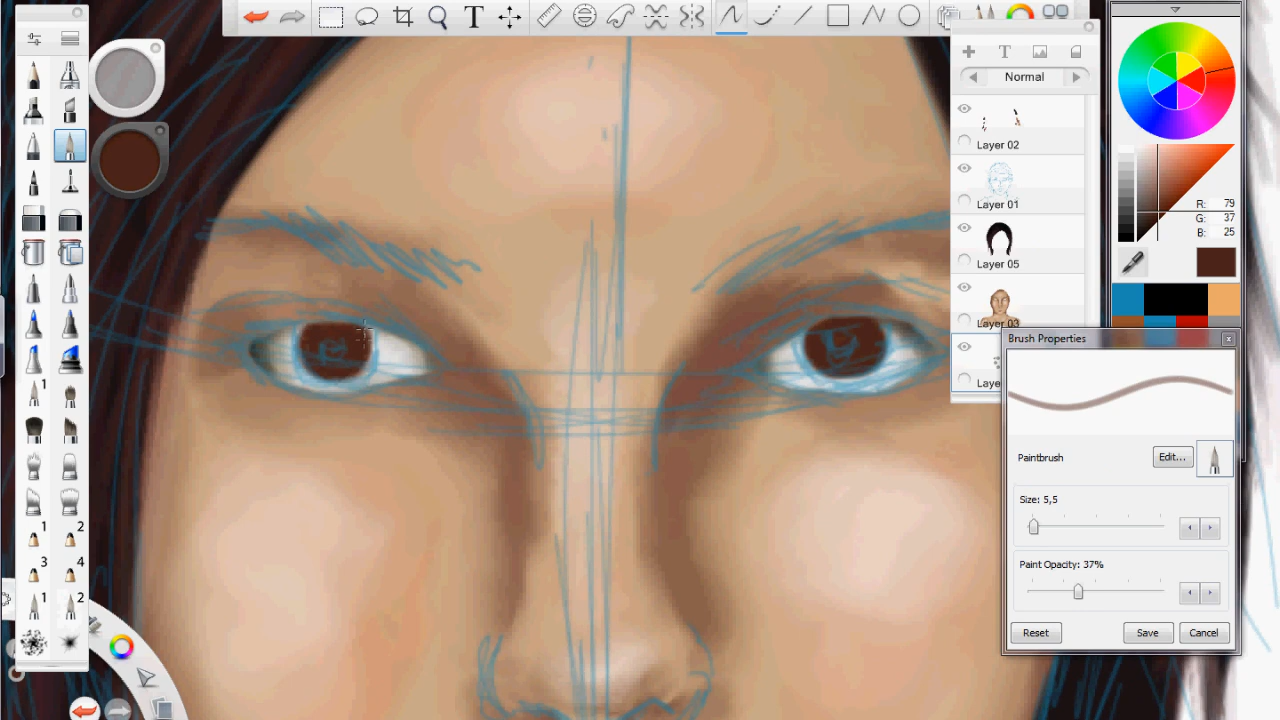 T
T
Normal
Layer 02
Layer 01
Layer 05
Layer 03
Laye
R: 79
G: 37
B: 25
Brush Properties
x
Paintbrush
Edit...
Size: 5,5
Paint Opacity: 37%
Reset
Save
Cancel
1
1 2
3 4
1 2